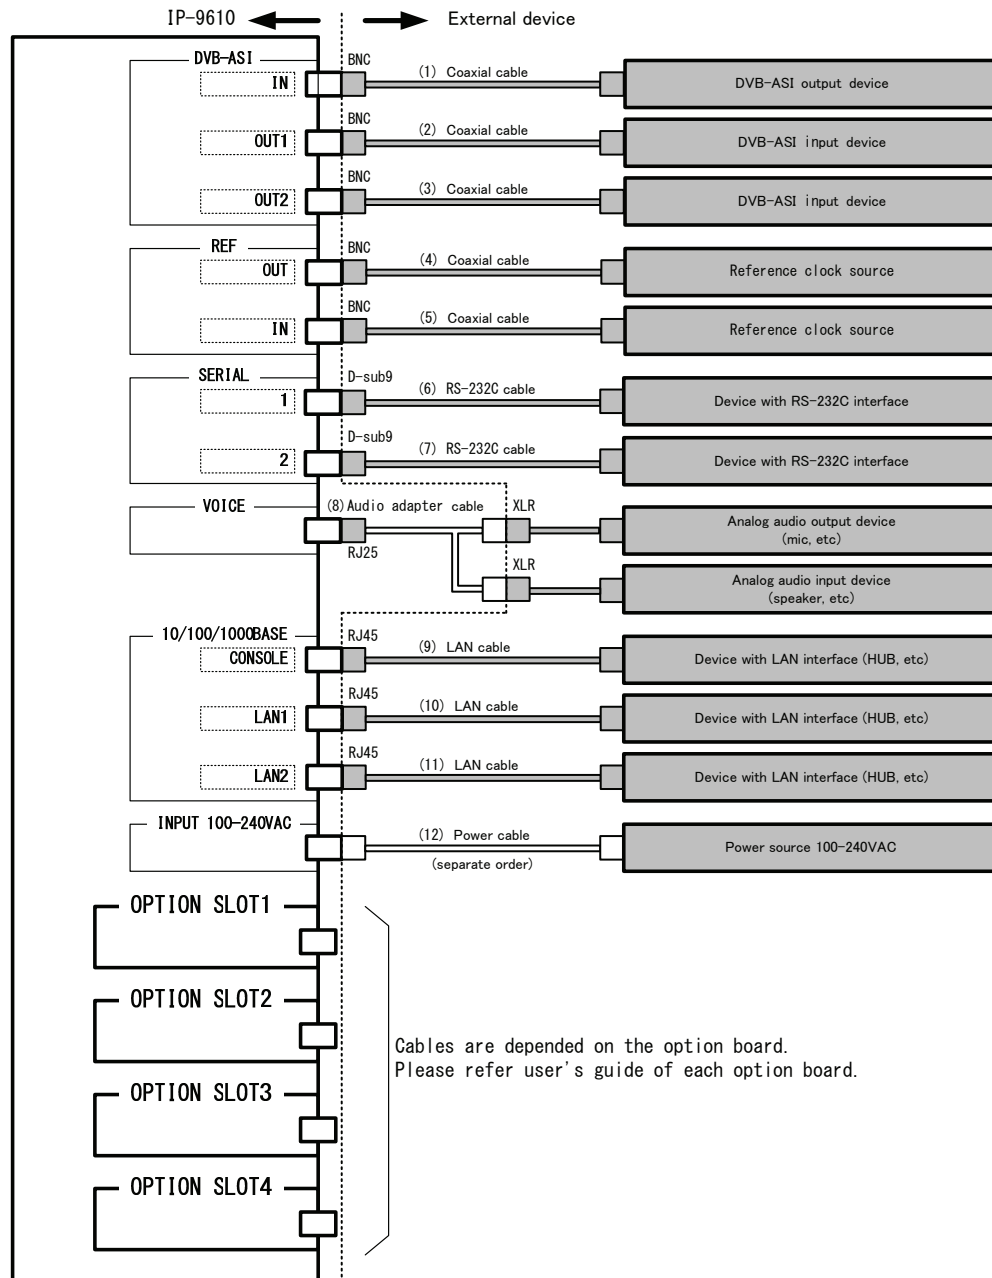 IP-9610 External device
DVB-ASI BNC
IN (1) Coaxial cable DVB-ASI output device
BNC
OUT1 (2) Coaxial cable DVB-ASI input device
BNC
OUT2 (3) Coaxial cable DVB-ASI input device
REF BNC
OUT (4) Coaxial cable Reference clock source
BNC
IN (5) Coaxial cable Reference clock source
SERIAL D-sub9
1 (6) RS-232C cable Device with RS-232C interface
D-sub9
2 (7) RS-232C cable Device with RS-232C interface
VOICE (8) Audio adapter cable XLR
RJ25
Analog audio output device
(mic, etc)
XLR
Analog audio input device
(speaker, etc)
10/100/1000BASE RJ45
CONSOLE (9) LAN cable Device with LAN interface (HUB, etc)
RJ45
LAN1 (10) LAN cable Device with LAN interface (HUB, etc)
RJ45
LAN2 (11) LAN cable Device with LAN interface (HUB, etc)
INPUT 100-240VAC (12) Power cable Power source 100-240VAC
(separate order)
OPTION SLOT1
OPTION SLOT2
Cables are depended on the option board.
Please refer user's guide of each option board.
OPTION SLOT3
OPTION SLOT4